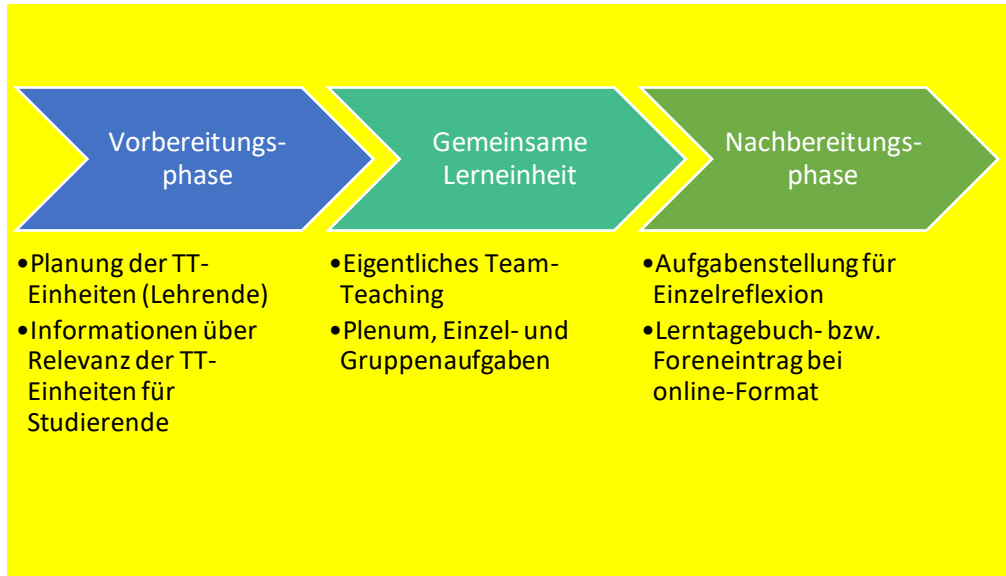 Vorbereitungs-
phase
Gemeinsame
Lerneinheit
Nachbereitungs-
phase
•Planung der TT-
Einheiten (Lehrende)
•Informationen über
Relevanz der TT-
Einheiten für
Studierende
•Eigentliches Team-
Teaching
•Plenum, Einzel- und
Gruppenaufgaben
•Aufgabenstellung für
Einzelreflexion
•Lerntagebuch- bzw.
Foreneintrag bei
online-Format